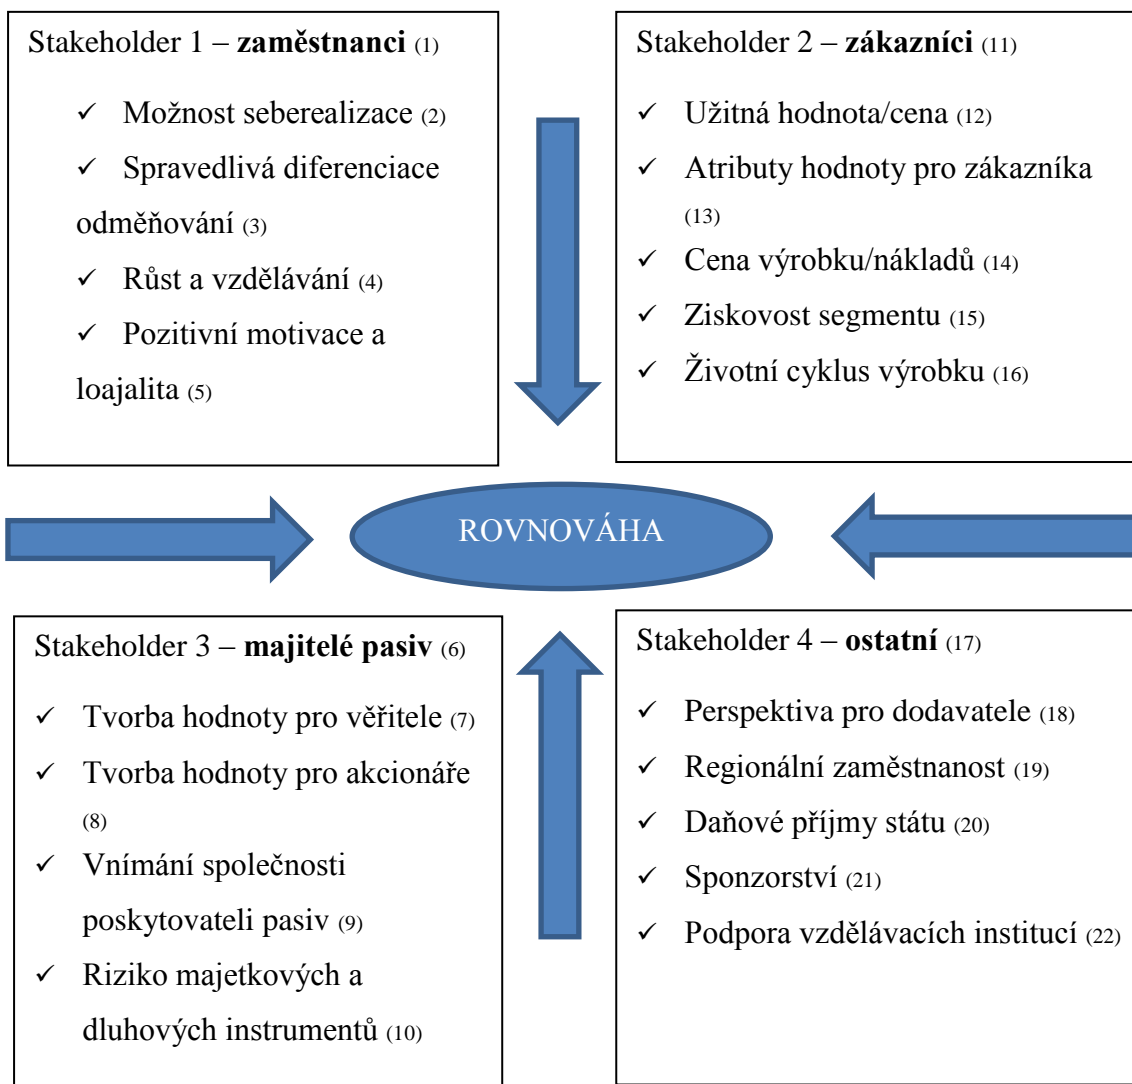 Stakeholder 1 – zaměstnanci (1)
✓ Možnost seberealizace (2)
✓ Spravedlivá diferenciace
odměňování (3)
✓ Růst a vzdělávání (4)
✓ Pozitivní motivace a
loajalita (5)
Stakeholder 2 – zákazníci (11)
✓ Užitná hodnota/cena (12)
✓ Atributy hodnoty pro zákazníka
(13)
✓ Cena výrobku/nákladů (14)
✓ Ziskovost segmentu (15)
✓ Životní cyklus výrobku (16)
ROVNOVÁHA
Stakeholder 3 – majitelé pasiv (6)
✓ Tvorba hodnoty pro věřitele (7)
✓ Tvorba hodnoty pro akcionáře
(8)
✓ Vnímání společnosti
poskytovateli pasiv (9)
✓ Riziko majetkových a
dluhových instrumentů (10)
Stakeholder 4 – ostatní (17)
✓ Perspektiva pro dodavatele (18)
✓ Regionální zaměstnanost (19)
✓ Daňové příjmy státu (20)
✓ Sponzorství (21)
✓ Podpora vzdělávacích institucí (22)